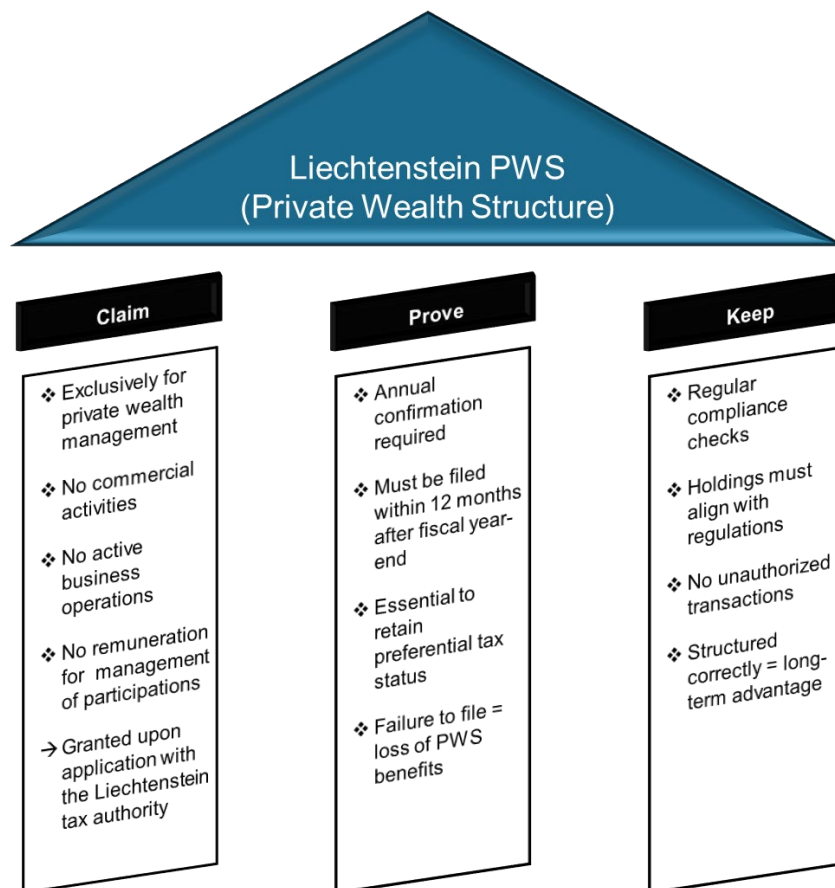 Liechtenstein PWS
(Private Wealth Structure)
Claim
❖ Exclusively for
private wealth
management
❖ No commercial
activities
❖ No active
business
operations
❖ No remuneration
for management
of participations
→ Granted upon
application with
the Liechtenstein
tax authority
Prove
❖ Annual
confirmation
required
❖ Must be filed
within 12 months
after fiscal year-
end
❖ Essential to
retain
preferential tax
status
❖ Failure to file =
loss of PWS
benefits
Keep
❖ Regular
compliance
checks
❖ Holdings must
align with
regulations
❖ No unauthorized
transactions
❖ Structured
correctly = long-
term advantage